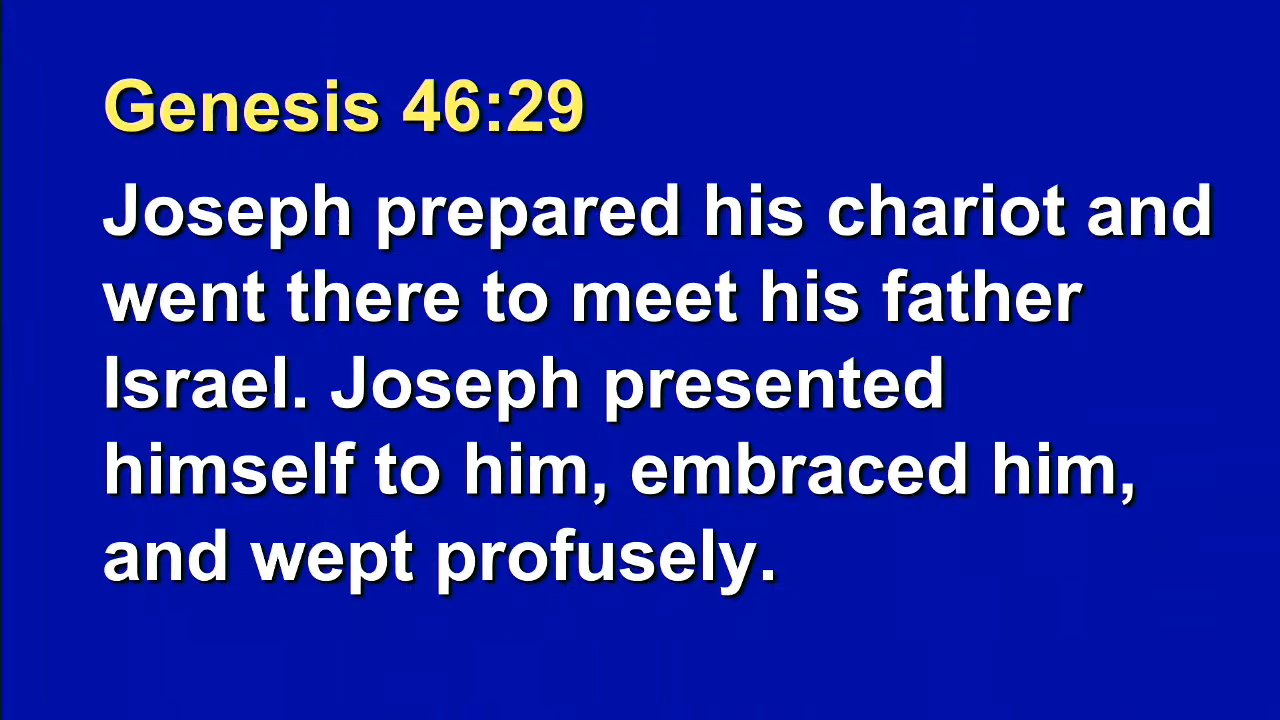 Genesis 46:29
Joseph prepared his chariot and
went there to meet his father
Israel. Joseph presented
himself to him, embraced him,
and wept profusely.